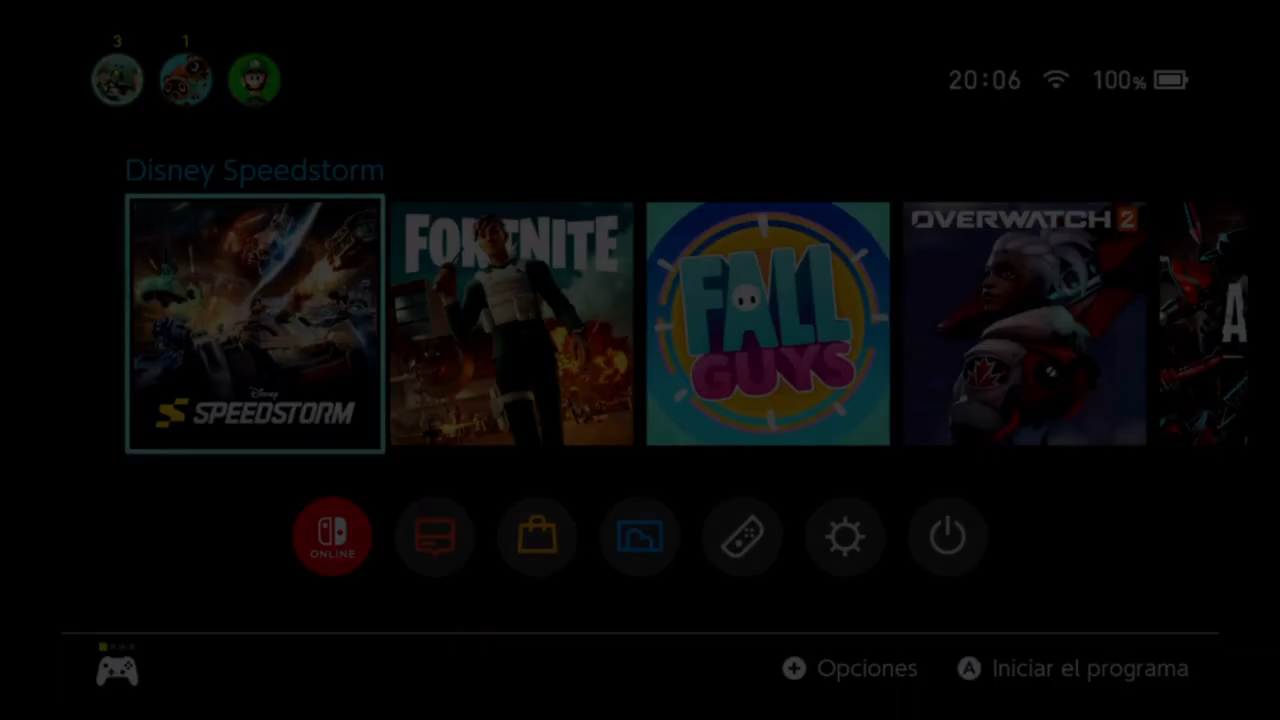 3 1
20:06 100%
Disney Speedstorm
FORTNITE
OVERWATCH 2
FALL
GUYS
A
Disney
SPEEDSTORM
ONLINE
Opciones
A Iniciar el programa